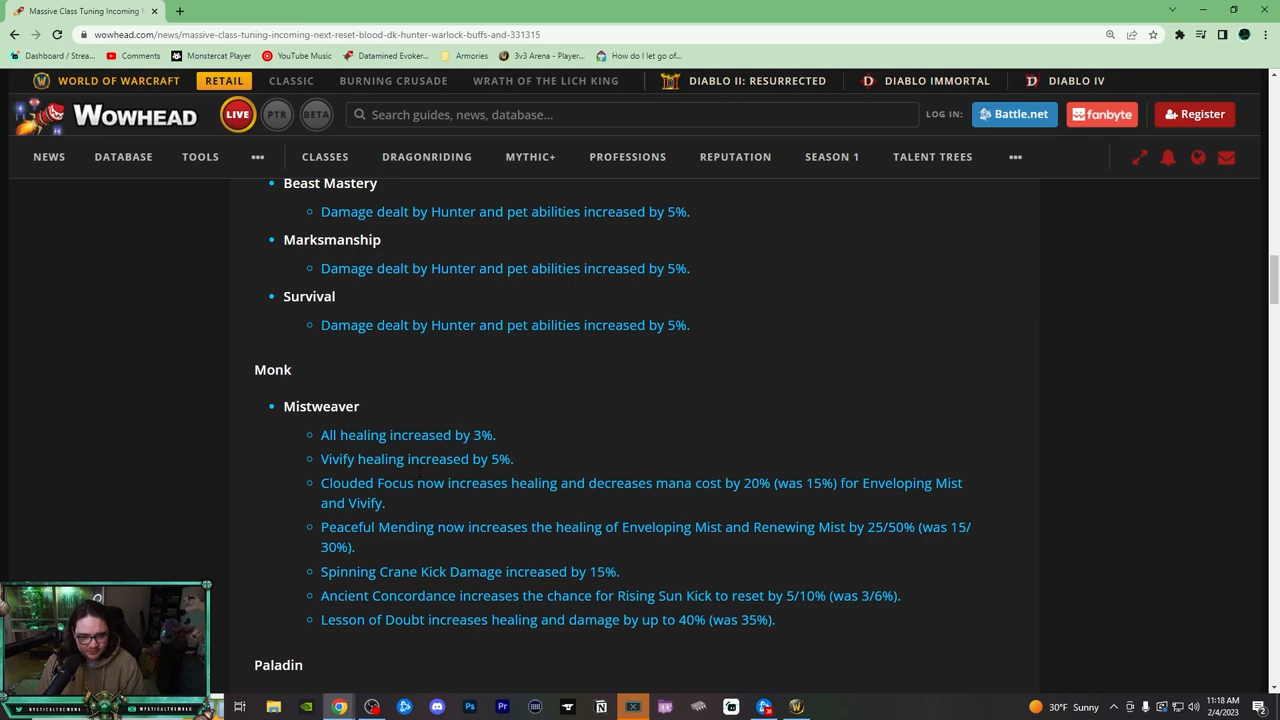 Massive Class Tuning Incoming
wowhead.com/news/massive-class-tuning-incoming-next-reset-blood-dk-hunter-warlock-buffs-and-331315
Dashboard / Strea... Comments Monstercat Player YouTube Music Datamined Evoker... Armories 3v3 Arena - Player... How do I let go of...
WORLD OF WARCRAFT RETAIL CLASSIC BURNING CRUSADE WRATH OF THE LICH KING DIABLO II: RESURRECTED DIABLO IMMORTAL DIABLO IV
WOWHEAD LIVE PTR BETA Search guides, news, database... LOG IN: Battle.net fanbyte Register
NEWS DATABASE TOOLS ••• CLASSES DRAGONRIDING MYTHIC+ PROFESSIONS REPUTATION SEASON 1 TALENT TREES •••
Beast Mastery
Damage dealt by Hunter and pet abilities increased by 5%.
Marksmanship
Damage dealt by Hunter and pet abilities increased by 5%.
Survival
Damage dealt by Hunter and pet abilities increased by 5%.
Monk
Mistweaver
All healing increased by 3%.
Vivify healing increased by 5%.
Clouded Focus now increases healing and decreases mana cost by 20% (was 15%) for Enveloping Mist
and Vivify.
Peaceful Mending now increases the healing of Enveloping Mist and Renewing Mist by 25/50% (was 15/
30%).
Spinning Crane Kick Damage increased by 15%.
Ancient Concordance increases the chance for Rising Sun Kick to reset by 5/10% (was 3/6%).
Lesson of Doubt increases healing and damage by up to 40% (was 35%).
Paladin
MYSTICALTHEMONK MYSTICALTHEMONK
30°F Sunny 11:18 AM
2/4/2023